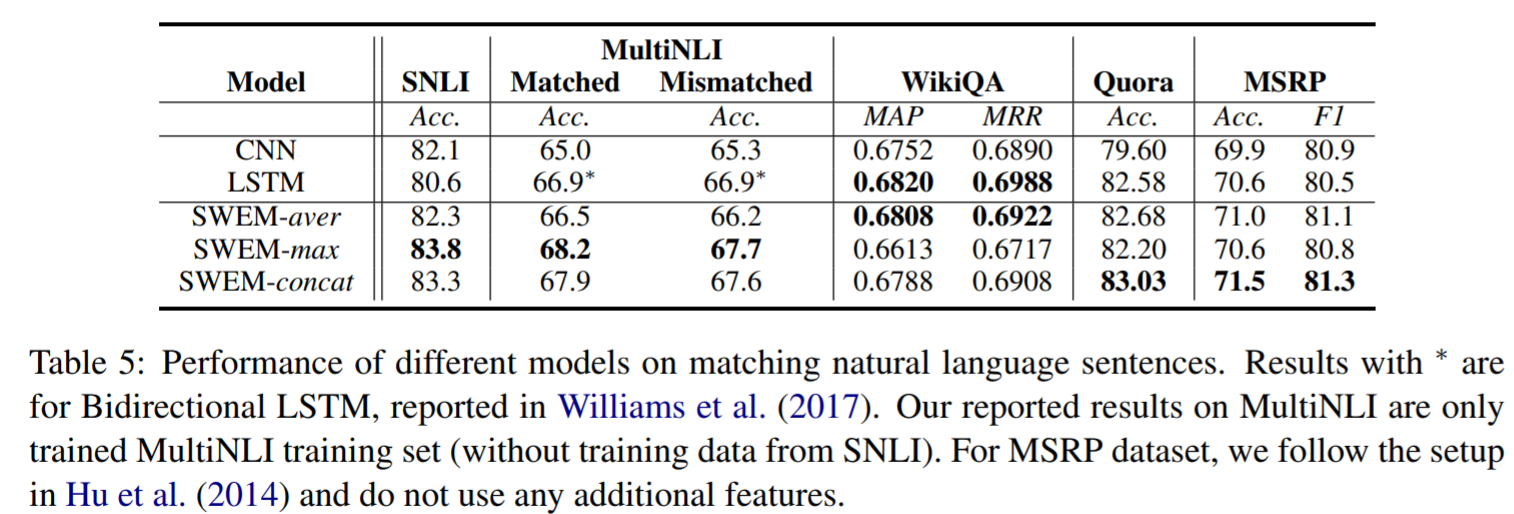 MultiNLI
Model SNLI Matched Mismatched WikiQA Quora MSRP
Acc. Acc. Acc. MAP MRR Acc. Acc. F1
CNN 82.1 65.0 65.3 0.6752 0.6890 79.60 69.9 80.9
LSTM 80.6 66.9* 66.9* 0.6820 0.6988 82.58 70.6 80.5
SWEM-aver 82.3 66.5 66.2 0.6808 0.6922 82.68 71.0 81.1
SWEM-max 83.8 68.2 67.7 0.6613 0.6717 82.20 70.6 80.8
SWEM-concat 83.3 67.9 67.6 0.6788 0.6908 83.03 71.5 81.3
Table 5: Performance of different models on matching natural language sentences. Results with * are
for Bidirectional LSTM, reported in Williams et al. (2017). Our reported results on MultiNLI are only
trained MultiNLI training set (without training data from SNLI). For MSRP dataset, we follow the setup
in Hu et al. (2014) and do not use any additional features.